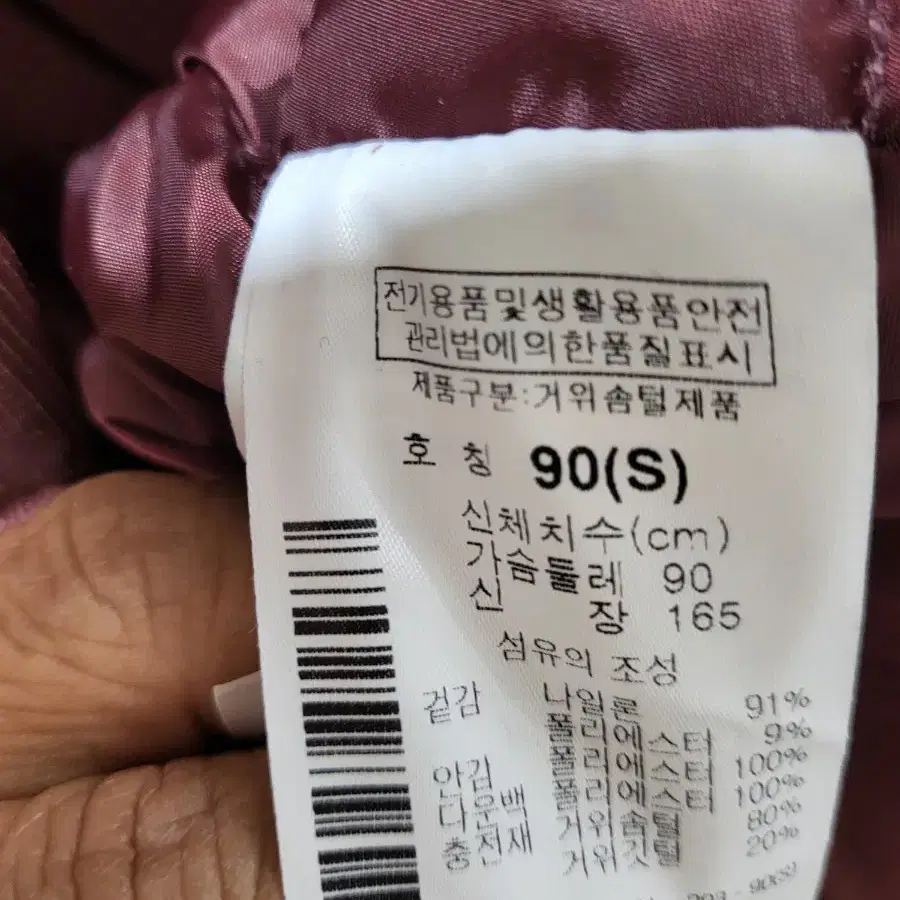 전기용품및생활용품안전
관리법에의한품질표시
제품구분:거위솜털제품
호 칭 90(S)
신체치수(cm)
가슴둘레 90
신 장 165
섬유의 조성
겉감 나일론 91%
폴리에스터 9%
안감 폴리에스터 100%
다운백 폴리에스터 100%
충전재 거위솜털 80%
거위깃털 20%
90(S)